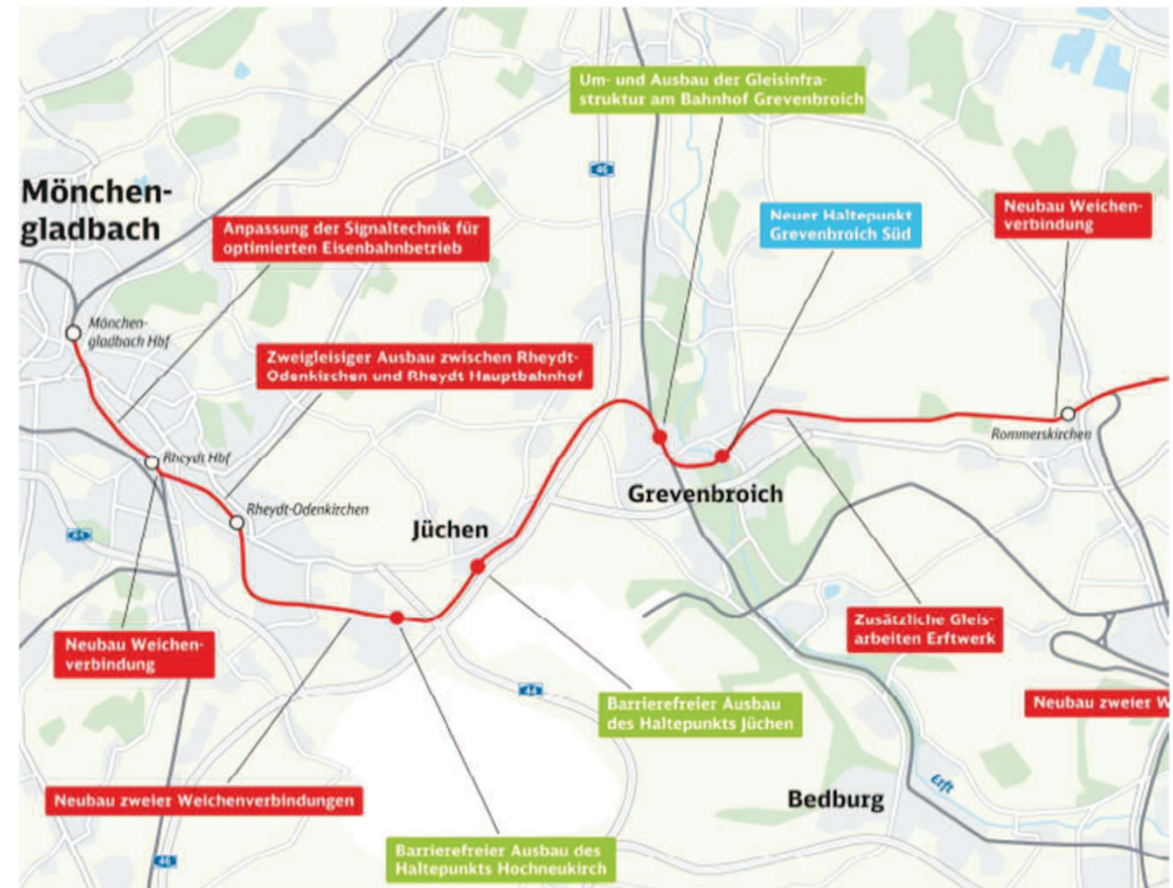 Um- und Ausbau der Gleisinfra-
struktur am Bahnhof Grevenbroich
46
Mönchen-
gladbach
Anpassung der Signaltechnik für
optimierten Eisenbahnbetrieb
Neuer Haltepunkt
Grevenbroich Süd
Neubau Weichen-
verbindung
Mönchen-
gladbach Hbf
Zweigleisiger Ausbau zwischen Rheydt-
Odenkirchen und Rheydt Hauptbahnhof
Rommerskirchen
Rheydt Hbf
Grevenbroich
Rheydt-Odenkirchen
Jüchen
Neubau Weichen-
verbindung
Zusätzliche Gleis-
arbeiten Erftwerk
44
Barrierefreier Ausbau
des Haltepunkts Jüchen
Neubau zweier W
Neubau zweier Weichenverbindungen
Bedburg
Erft
Barrierefreier Ausbau des
Haltepunkts Hochneukirch
46